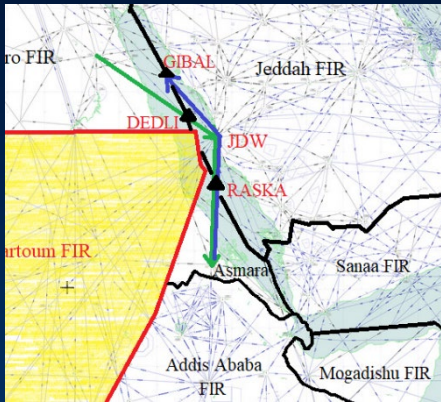 ro FIR
GIBAL
Jeddah FIR
DEDLI
JDW
RASKA
artoum FIR
Asmara
Sanaa FIR
Addis Ababa
FIR
Mogadishu FIR